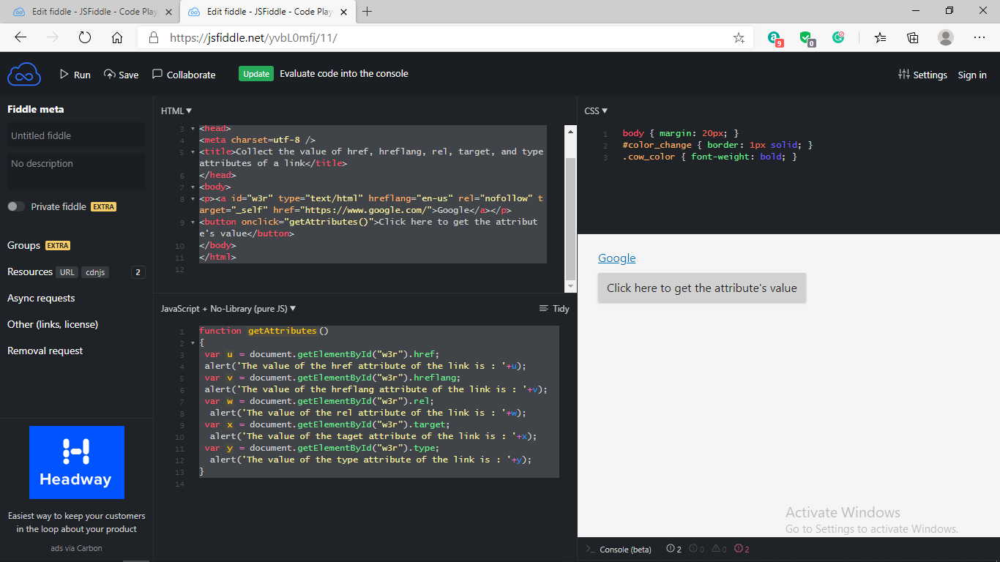 Edit fiddle - JSFiddle - Code Play
Edit fiddle - JSFiddle - Code Play
https://jsfiddle.net/yvbL0mfj/11/
9
0
Run
Save
Collaborate
Update
Evaluate code into the console
Settings
Sign in
Fiddle meta
Untitled fiddle
No description
Private fiddle EXTRA
Groups EXTRA
Resources URL cdnjs 2
Async requests
Other (links, license)
Removal request
Headway
Easiest way to keep your customers
in the loop about your product
ads via Carbon
HTML
3 <head>
4 <meta charset=utf-8 />
5 <title>Collect the value of href, hreflang, rel, target, and type
attributes of a link</title>
6 </head>
7 <body>
8 <p><a id="w3r" type="text/html" hreflang="en-us" rel="nofollow" t
arget="_self" href="https://www.google.com/">Google</a></p>
9 <button onclick="getAttributes()">Click here to get the attribut
e's value</button>
10 </body>
11 </html>
12
JavaScript + No-Library (pure JS)
Tidy
1 function getAttributes()
2 {
3 var u = document.getElementById("w3r").href;
4 alert('The value of the href attribute of the link is : '+u);
5 var v = document.getElementById("w3r").hreflang;
6 alert('The value of the hreflang attribute of the link is : '+v);
7 var w = document.getElementById("w3r").rel;
8 alert('The value of the rel attribute of the link is : '+w);
9 var x = document.getElementById("w3r").target;
10 alert('The value of the taget attribute of the link is : '+x);
11 var y = document.getElementById("w3r").type;
12 alert('The value of the type attribute of the link is : '+y);
13 }
14
CSS
1 body { margin: 20px; }
2 #color_change { border: 1px solid; }
3 .cow_color { font-weight: bold; }
Google
Click here to get the attribute's value
Activate Windows
Go to Settings to activate Windows.
>_ Console (beta) 2 0 0 2